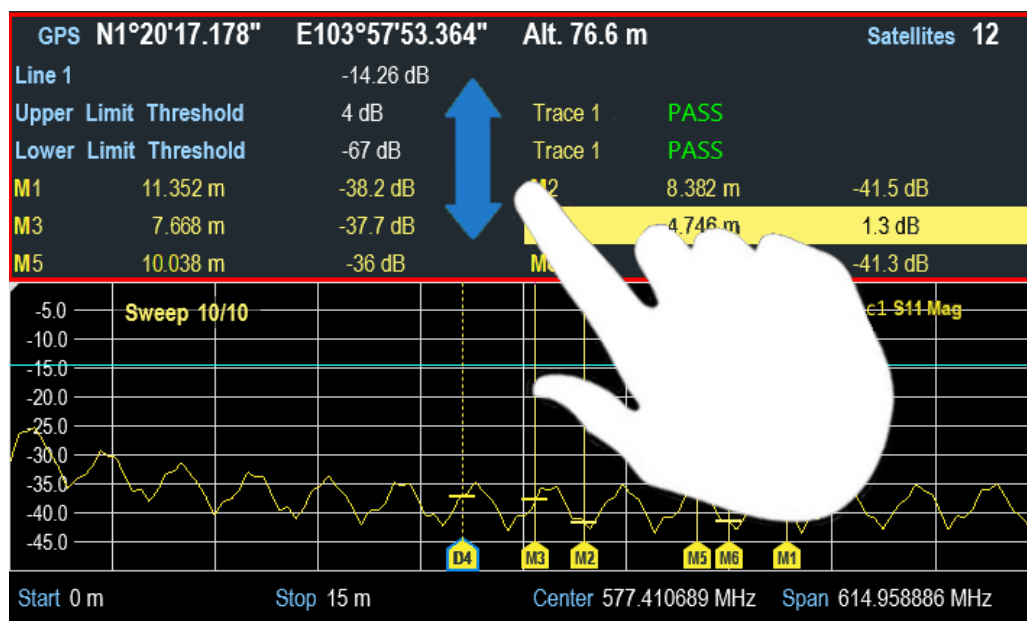 GPS N1°20'17.178" E103°57'53.364" Alt. 76.6 m Satellites 12
Line 1 -14.26 dB
Upper Limit Threshold 4 dB Trace 1 PASS
Lower Limit Threshold -67 dB Trace 1 PASS
M1 11.352 m -38.2 dB M2 8.382 m -41.5 dB
M3 7.668 m -37.7 dB 4.746 m 1.3 dB
M5 10.038 m -36 dB -41.3 dB
-5.0 Sweep 10/10 c1 S11 Mag
-10.0
-15.0
-20.0
-25.0
-30.0
-35.0
-40.0
-45.0
D4 M3 M2 M5 M6 M1
Start 0 m Stop 15 m Center 577.410689 MHz Span 614.958886 MHz